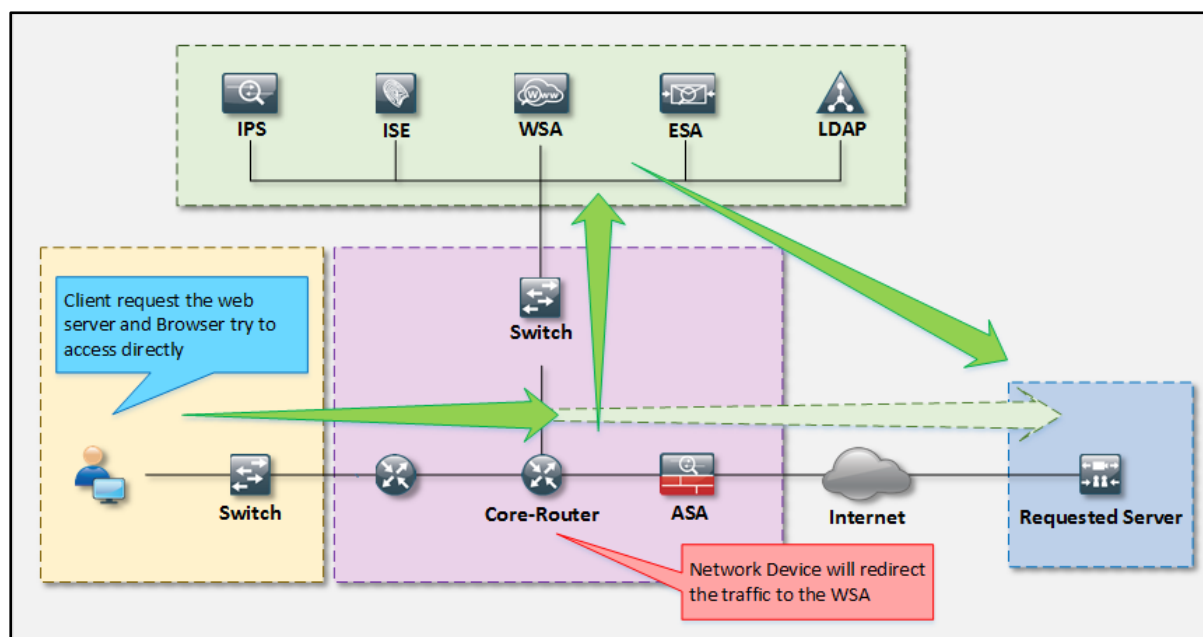 IPS
ISE
Www
WSA
ESA
LDAP
Client request the web
server and Browser try to
access directly
Switch
Switch
Core-Router
ASA
Internet
Requested Server
Network Device will redirect
the traffic to the WSA